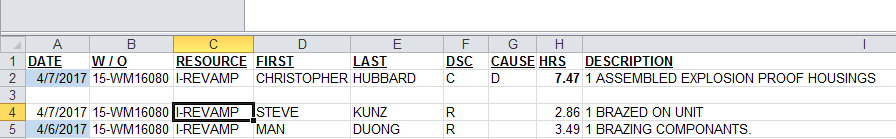 A B C D E F G H I
1 DATE W / O RESOURCE FIRST LAST DSC CAUSE HRS DESCRIPTION
2 4/7/2017 15-WM16080 I-REVAMP CHRISTOPHER HUBBARD C D 7.47 1 ASSEMBLED EXPLOSION PROOF HOUSINGS
3
4 4/7/2017 15-WM16080 I-REVAMP STEVE KUNZ R 2.86 1 BRAZED ON UNIT
5 4/6/2017 15-WM16080 I-REVAMP MAN DUONG R 3.49 1 BRAZING COMPONANTS.